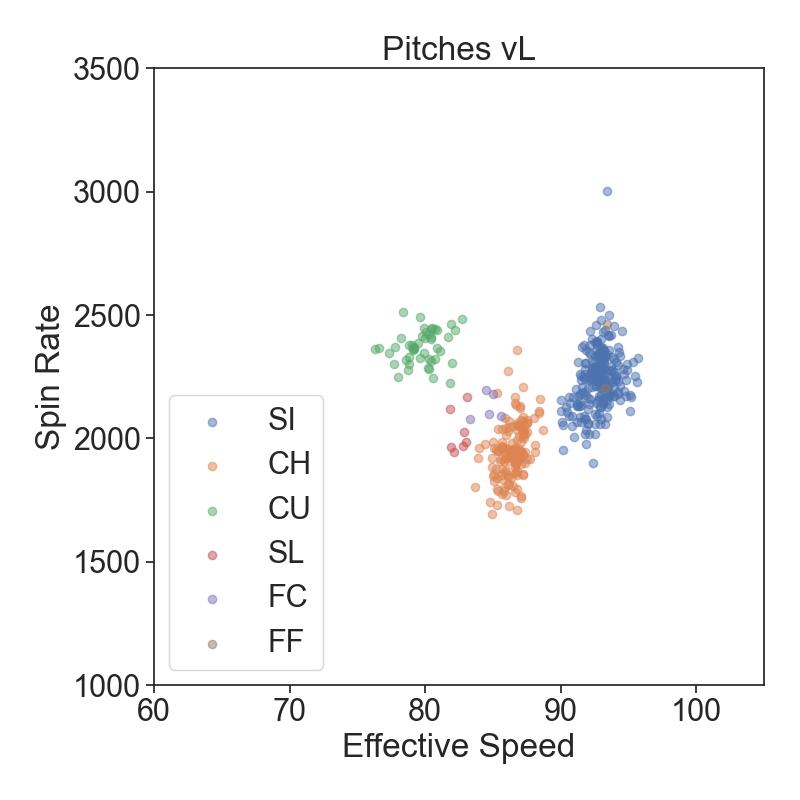 Pitches vL
3500
3000
2500
2000
1500
1000
Spin Rate
SI
CH
CU
SL
FC
FF
60 70 80 90 100
Effective Speed